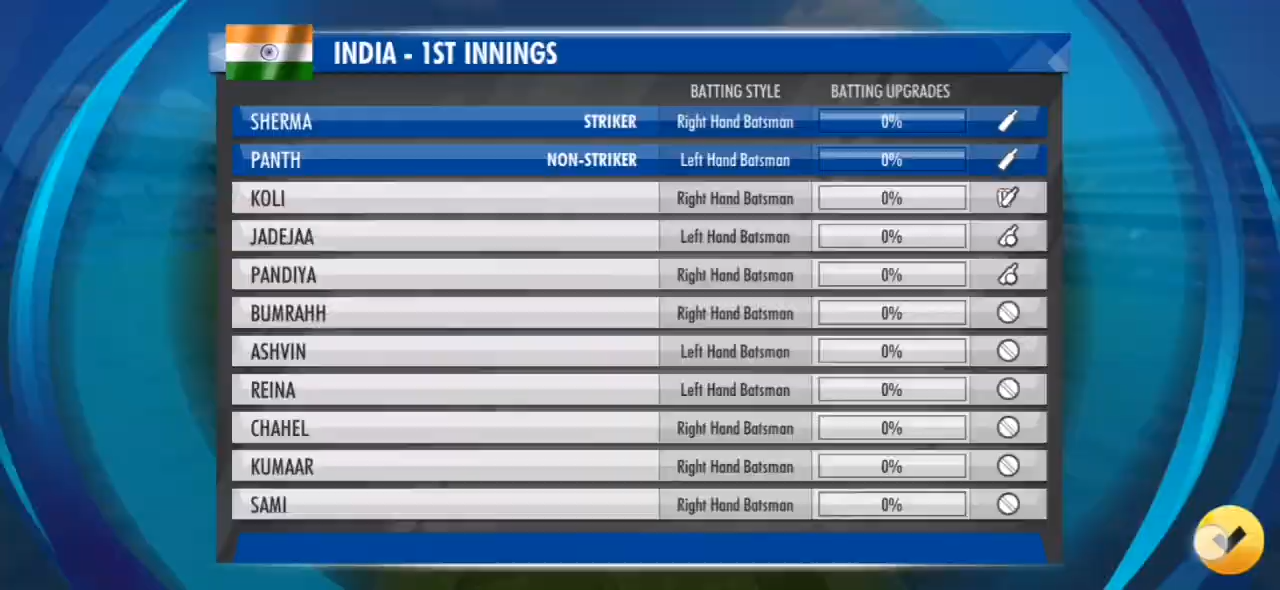 INDIA - 1ST INNINGS
BATTING STYLE BATTING UPGRADES
SHERMA STRIKER Right Hand Batsman 0%
PANTH NON-STRIKER Left Hand Batsman 0%
KOLI Right Hand Batsman 0%
JADEJAA Left Hand Batsman 0%
PANDIYA Right Hand Batsman 0%
BUMRAHH Right Hand Batsman 0%
ASHVIN Left Hand Batsman 0%
REINA Left Hand Batsman 0%
CHAHEL Right Hand Batsman 0%
KUMAAR Right Hand Batsman 0%
SAMI Right Hand Batsman 0%